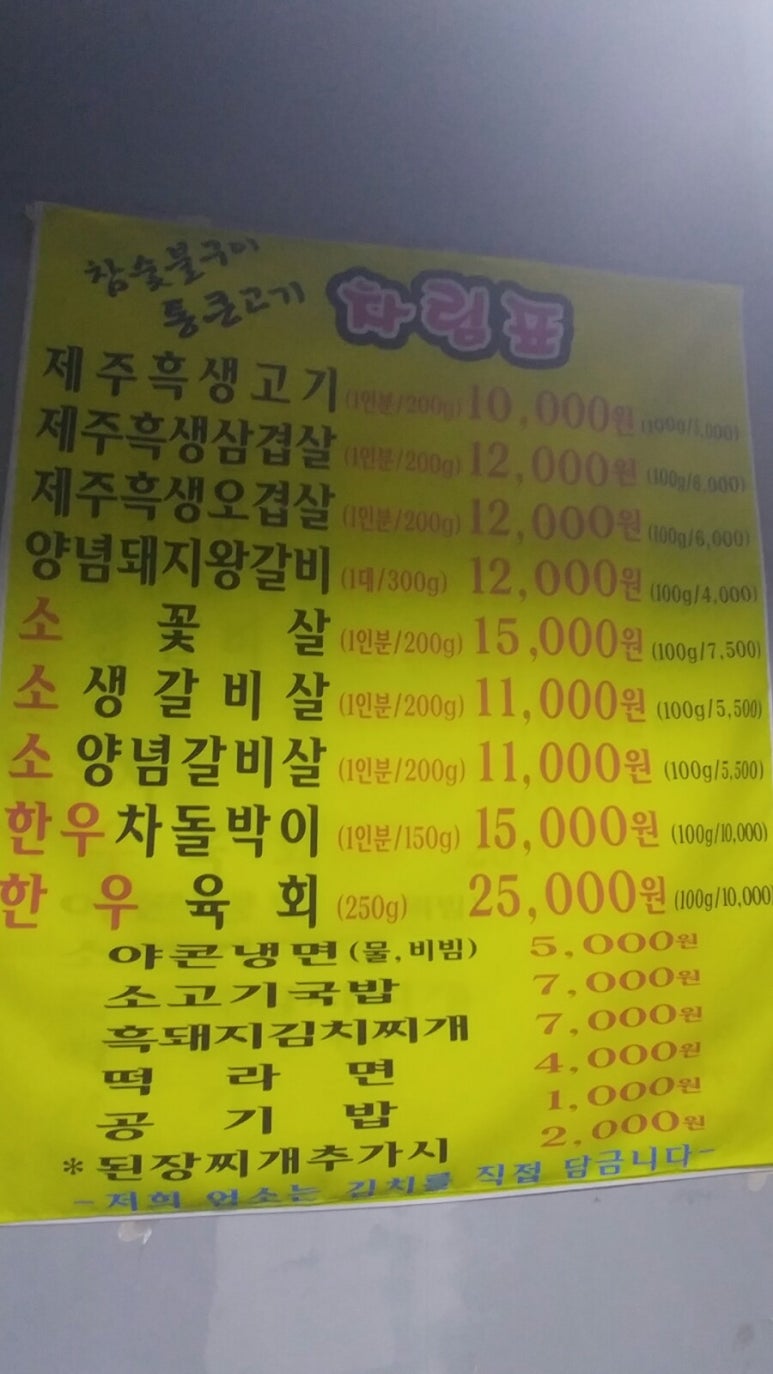 참숯불구이
통큰고기
차림표
제주흑생고기 (1인분/200g) 10,000원 (100g/5,000)
제주흑생삼겹살 (1인분/200g) 12,000원 (100g/6,000)
제주흑생오겹살 (1인분/200g) 12,000원 (100g/6,000)
양념돼지왕갈비 (1대/300g) 12,000원 (100g/4,000)
소 꽃 살 (1인분/200g) 15,000원 (100g/7,500)
소 생갈비살 (1인분/200g) 11,000원 (100g/5,500)
소 양념갈비살 (1인분/200g) 11,000원 (100g/5,500)
한우차돌박이 (1인분/150g) 15,000원 (100g/10,000)
한우 육회 (250g) 25,000원 (100g/10,000)
야콘냉면(물,비빔) 5,000원
소고기국밥 7,000원
흑돼지김치찌개 7,000원
떡라면 4,000원
공기밥 1,000원
*된장찌개추가시 2,000원
-저희 업소는 김치를 직접 담금니다-